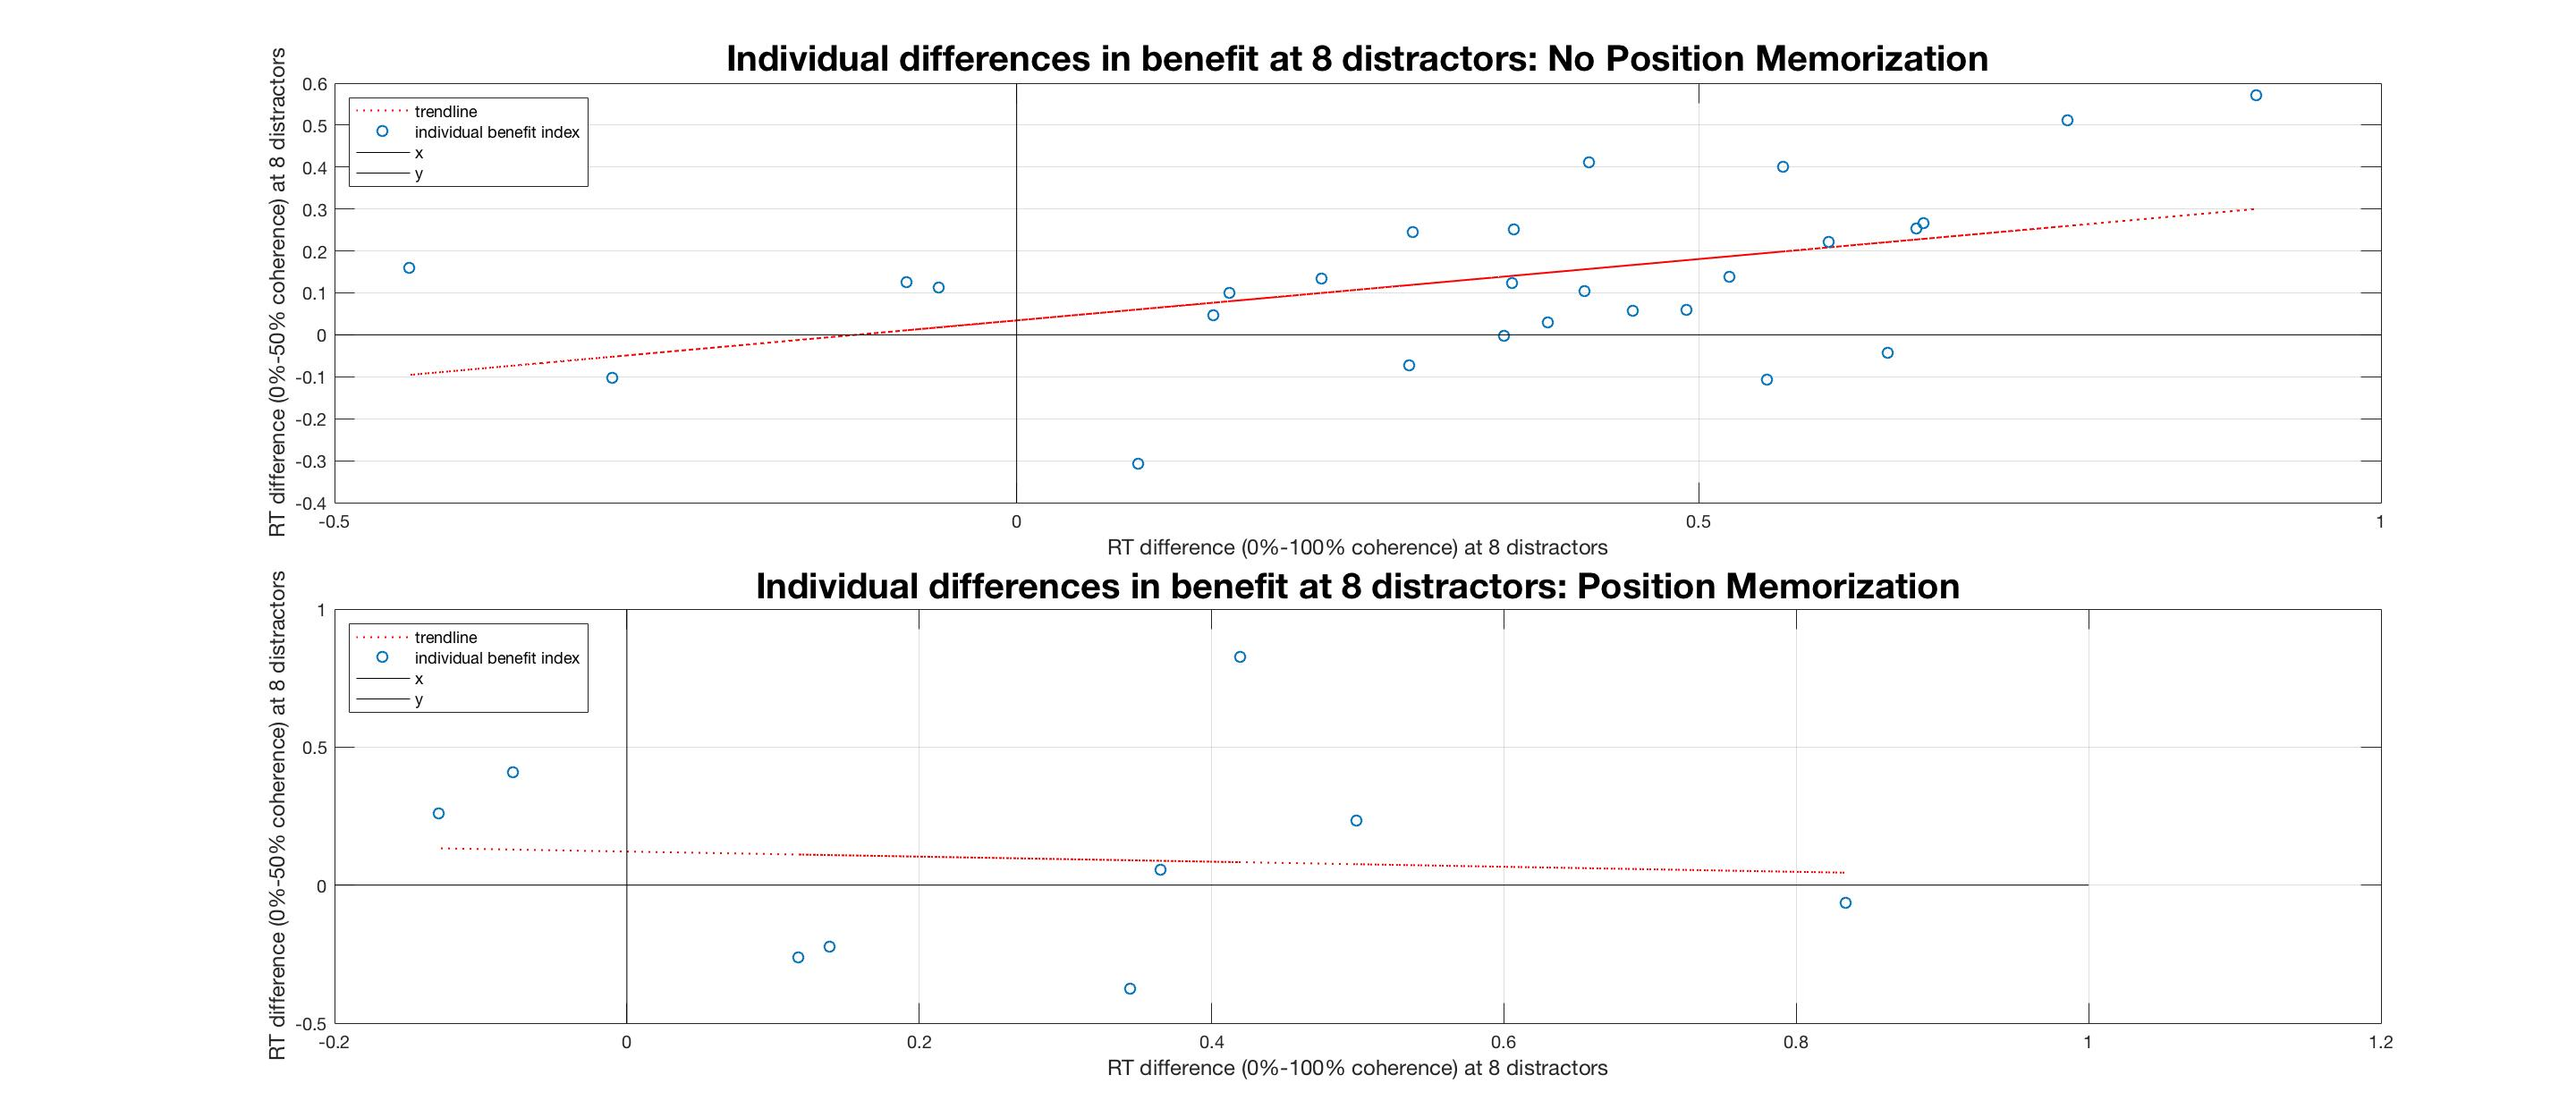 Individual differences in benefit at 8 distractors: No Position Memorization
RT difference (0%-50% coherence) at 8 distractors
0.6
0.5
0.4
0.3
0.2
0.1
0
-0.1
-0.2
-0.3
-0.4
trendline
individual benefit index
x
y
-0.5
0
0.5
1
RT difference (0%-100% coherence) at 8 distractors
Individual differences in benefit at 8 distractors: Position Memorization
RT difference (0%-50% coherence) at 8 distractors
1
0.5
0
-0.5
trendline
individual benefit index
x
y
-0.2
0
0.2
0.4
0.6
0.8
1
1.2
RT difference (0%-100% coherence) at 8 distractors